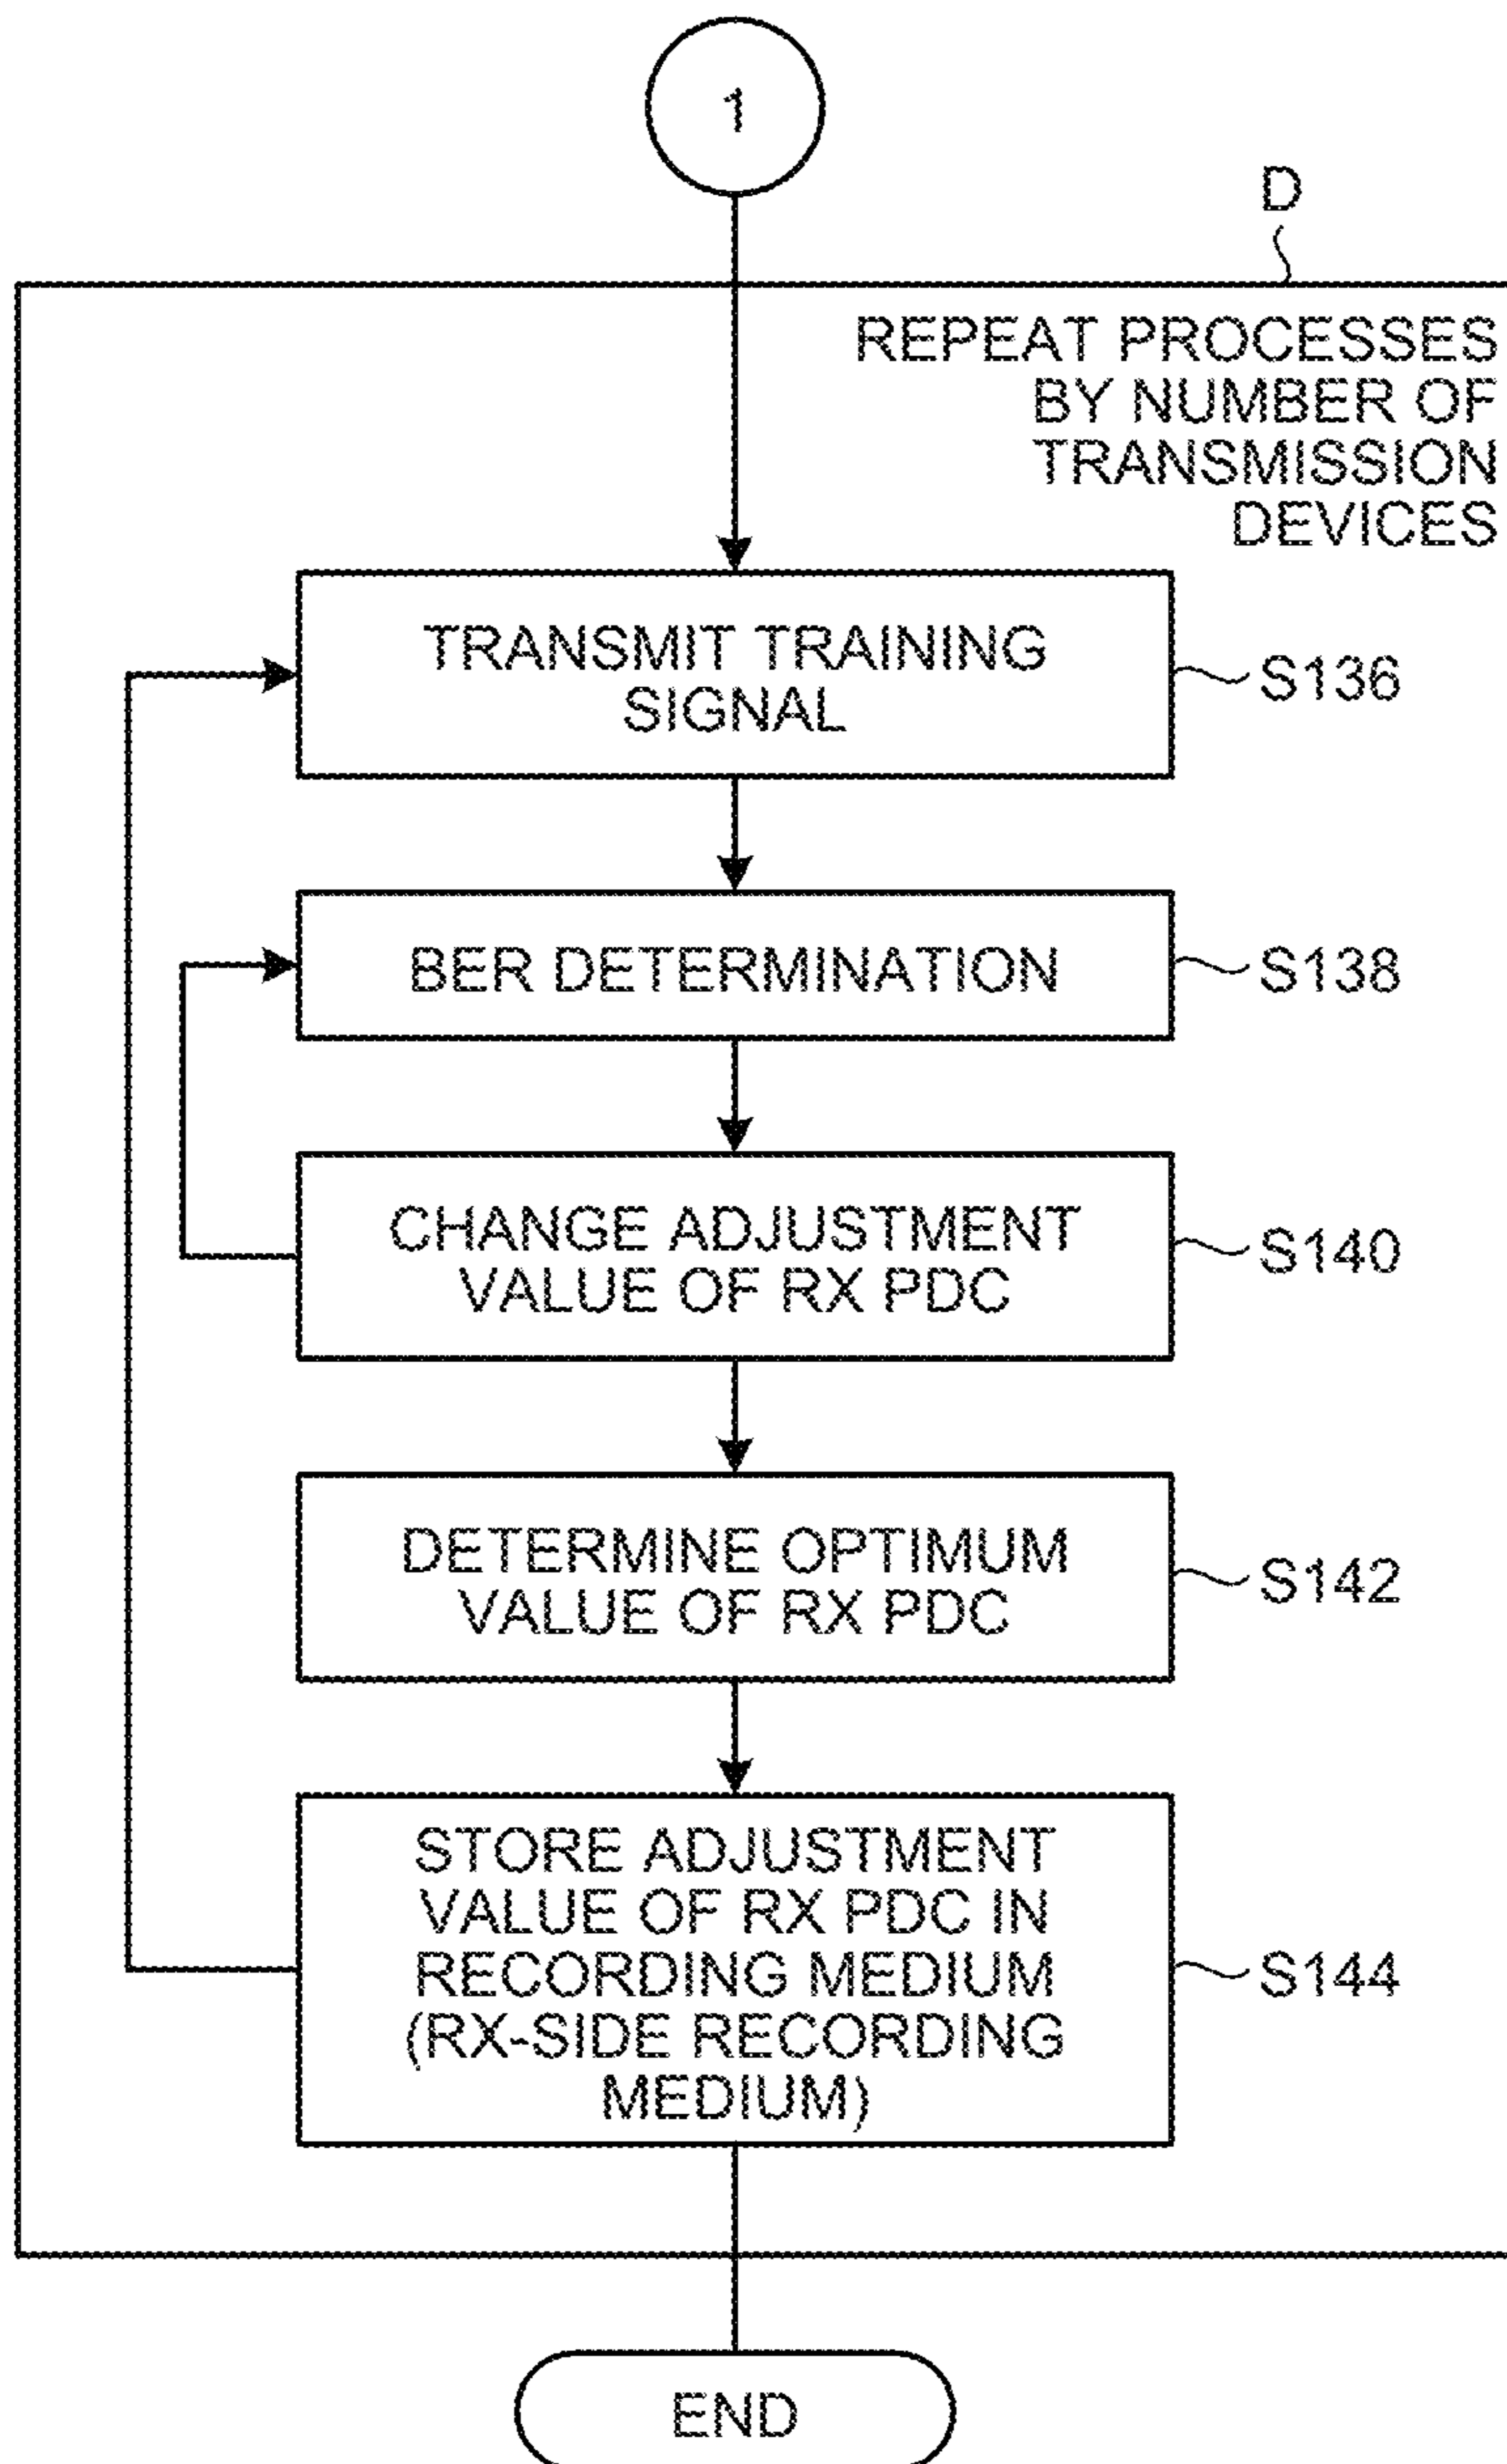 1
D
REPEAT PROCESSES
BY NUMBER OF
TRANSMISSION
DEVICES
TRANSMIT TRAINING
SIGNAL
S136
BER DETERMINATION
S138
CHANGE ADJUSTMENT
VALUE OF RX PDC
S140
DETERMINE OPTIMUM
VALUE OF RX PDC
S142
STORE ADJUSTMENT
VALUE OF RX PDC IN
RECORDING MEDIUM
(RX-SIDE RECORDING
MEDIUM)
S144
END